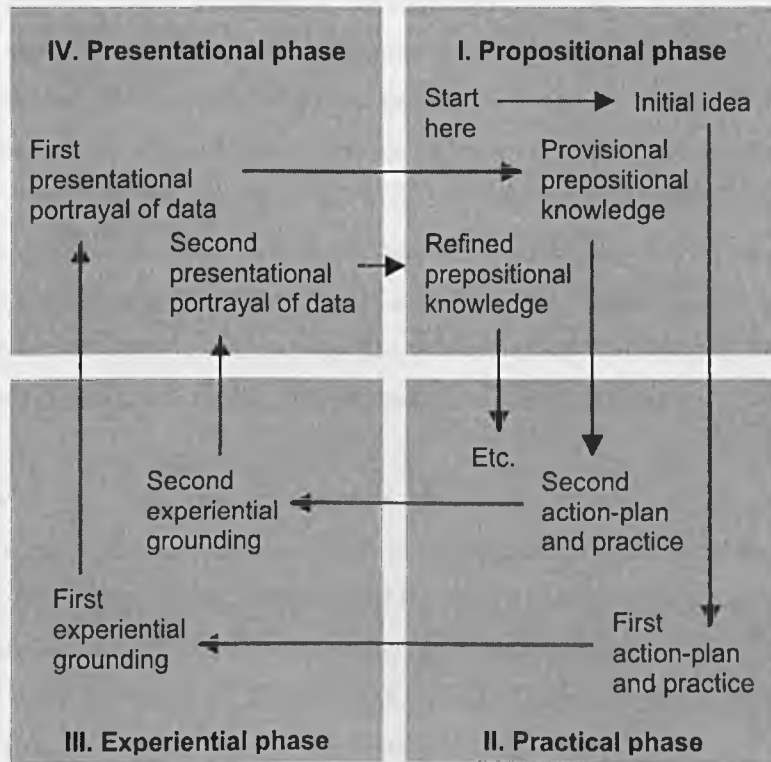 IV. Presentational phase
I. Propositional phase
Start
here
Initial idea
First
presentational
portrayal of data
Provisional
prepositional
knowledge
Second
presentational
portrayal of data
Refined
prepositional
knowledge
Etc.
Second
experiential
grounding
Second
action-plan
and practice
First
experiential
grounding
First
action-plan
and practice
III. Experiential phase
II. Practical phase